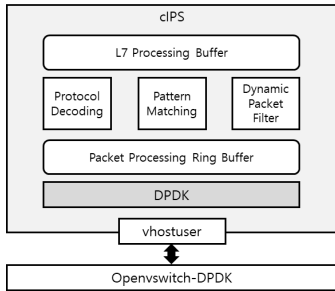 cIPS
L7 Processing Buffer
Protocol
Decoding
Pattern
Matching
Dynamic
Packet
Filter
Packet Processing Ring Buffer
DPDK
vhostuser
Openvswitch-DPDK